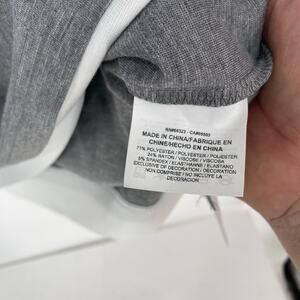 MADE IN CHINA/FABRIQUE EN
CHINE/HECHO EN CHINA
71% POLYESTER / POLYESTER / POLIESTER
24% RAYON / VISCOSE / VISCOSA
5% SPANDEX / ELASTHANNE / ELASTANO
EXCLUSIVE OF DECORATION / DECORATION
NON COMPRISE / NO INCLUYE LA
DECORACION